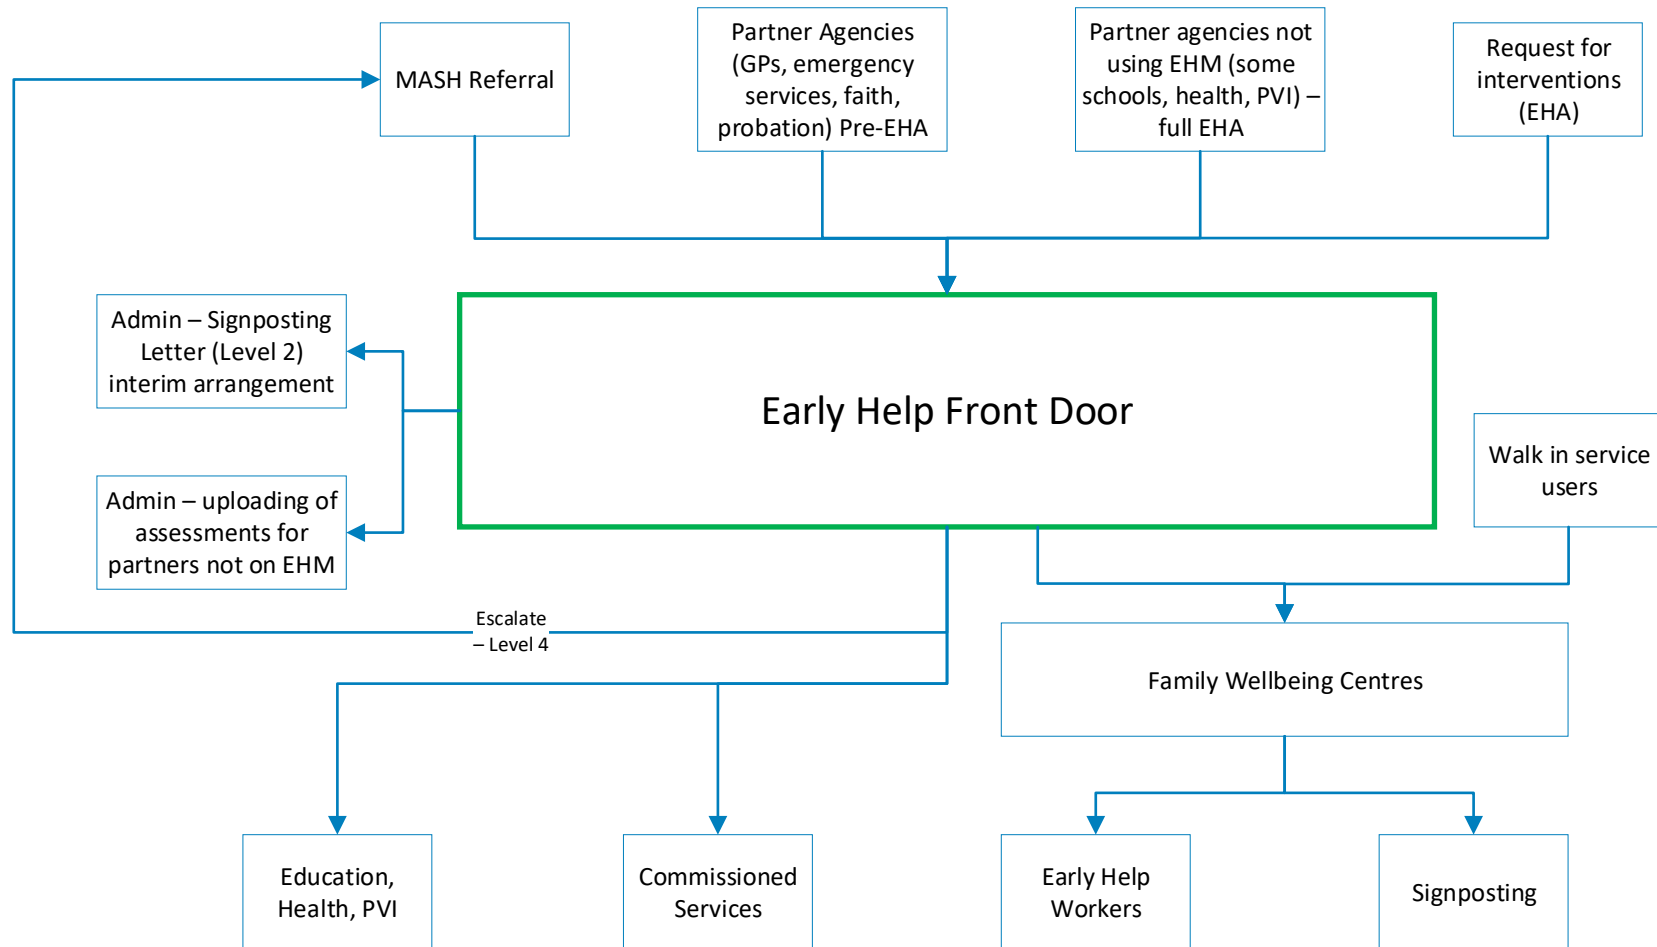 MASH Referral
Partner Agencies
(GPs, emergency
services, faith,
probation) Pre-EHA
Partner agencies not
using EHM (some
schools, health, PVI) –
full EHA
Request for
interventions
(EHA)
Admin – Signposting
Letter (Level 2)
interim arrangement
Early Help Front Door
Walk in service
users
Admin – uploading of
assessments for
partners not on EHM
Escalate
– Level 4
Family Wellbeing Centres
Education,
Health, PVI
Commissioned
Services
Early Help
Workers
Signposting